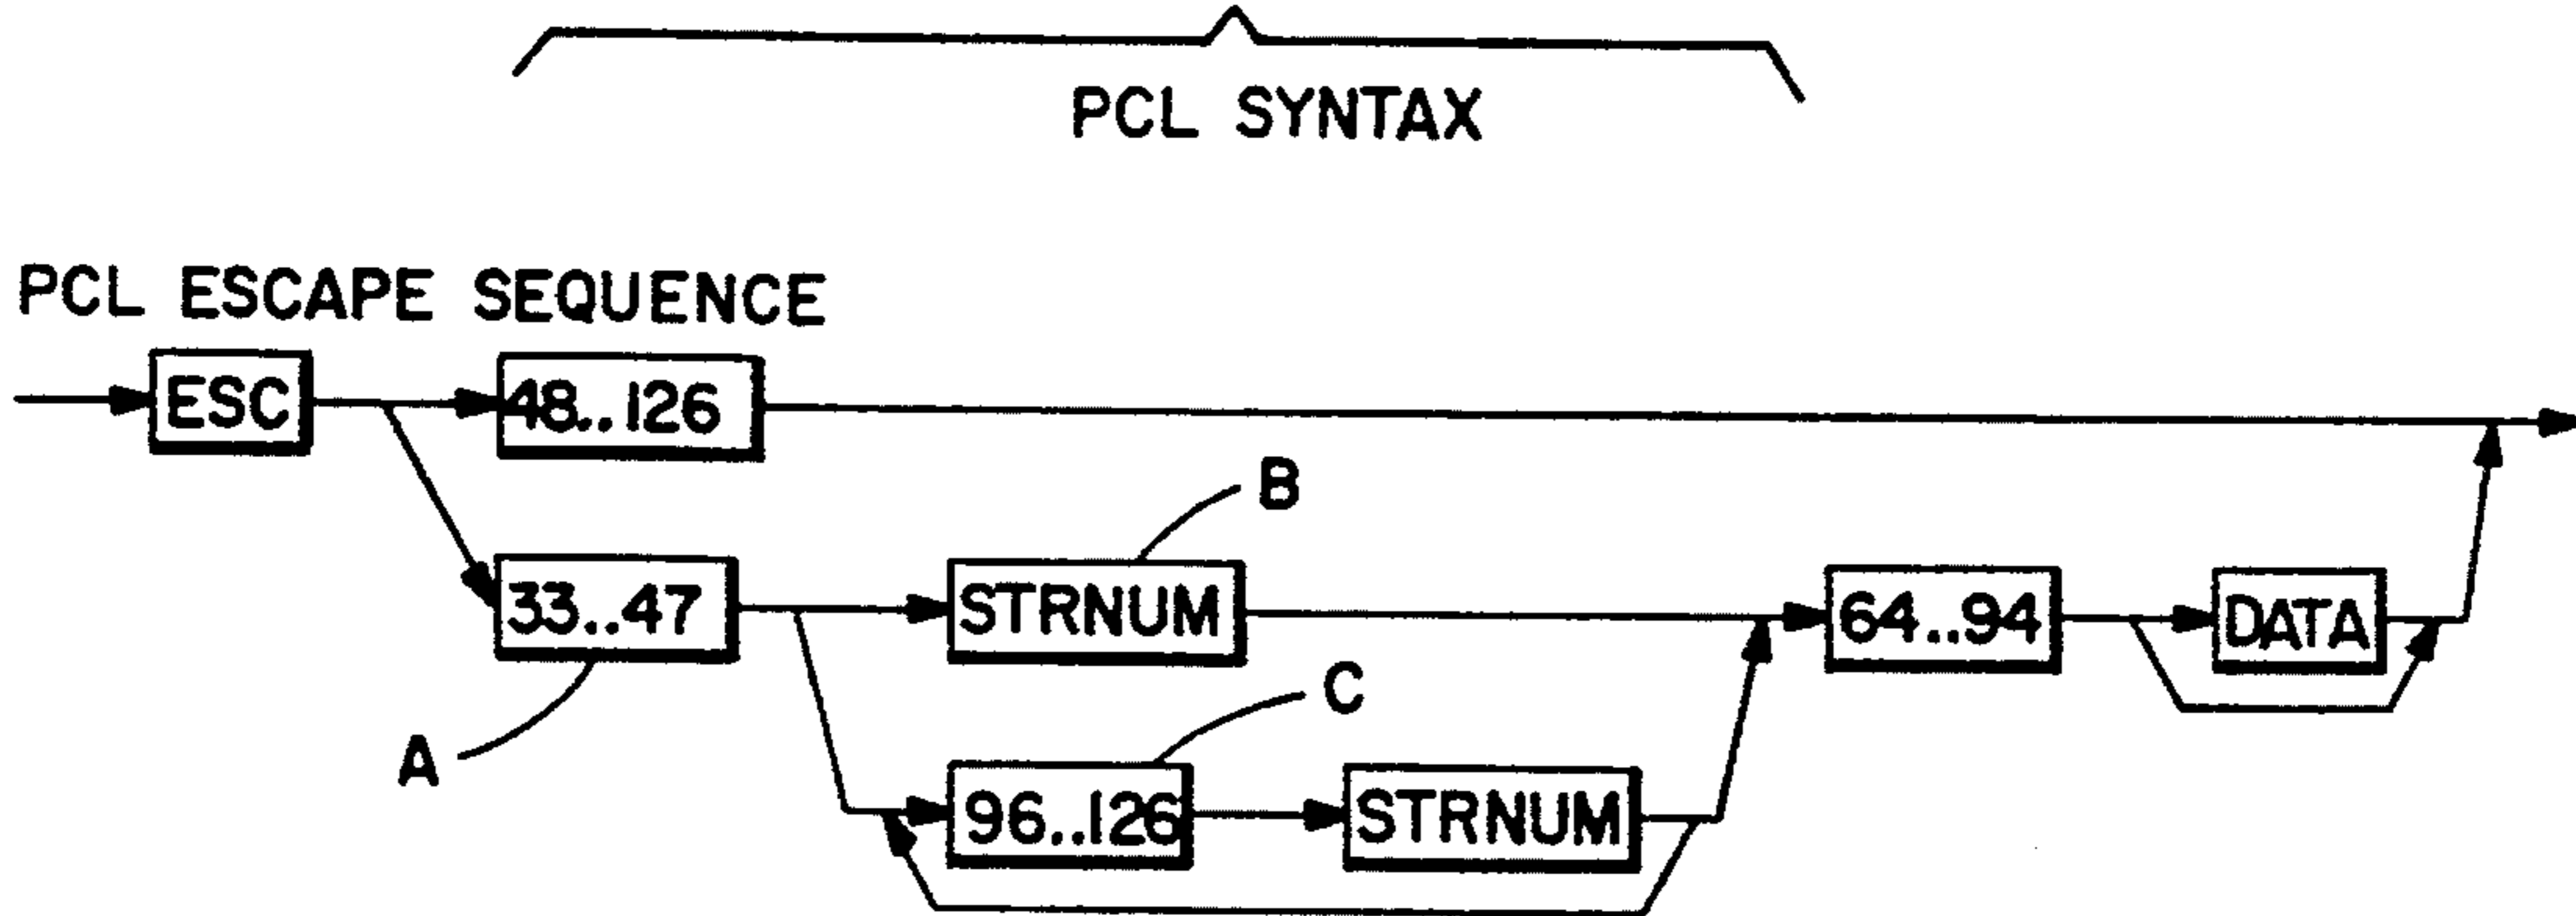 PCL SYNTAX
PCL ESCAPE SEQUENCE
ESC
48..126
B
33..47
STRNUM
64..94
DATA
A
C
96..126
STRNUM